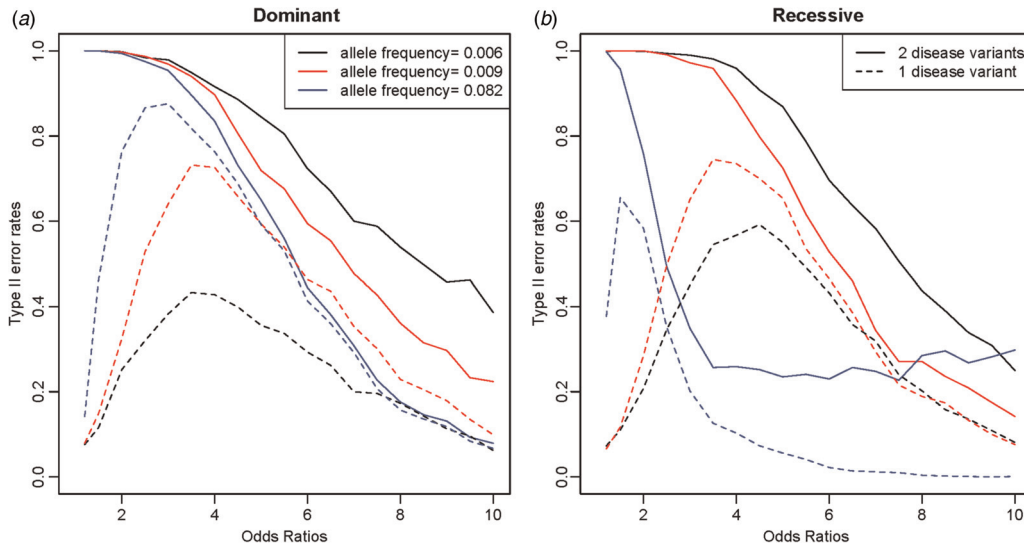 (a)
Dominant
allele frequency= 0.006
allele frequency= 0.009
allele frequency= 0.082
Type II error rates
1.0
0.8
0.6
0.4
0.2
0.0
2
4
6
8
10
Odds Ratios
(b)
Recessive
2 disease variants
1 disease variant
Type II error rates
1.0
0.8
0.6
0.4
0.2
0.0
2
4
6
8
10
Odds Ratios